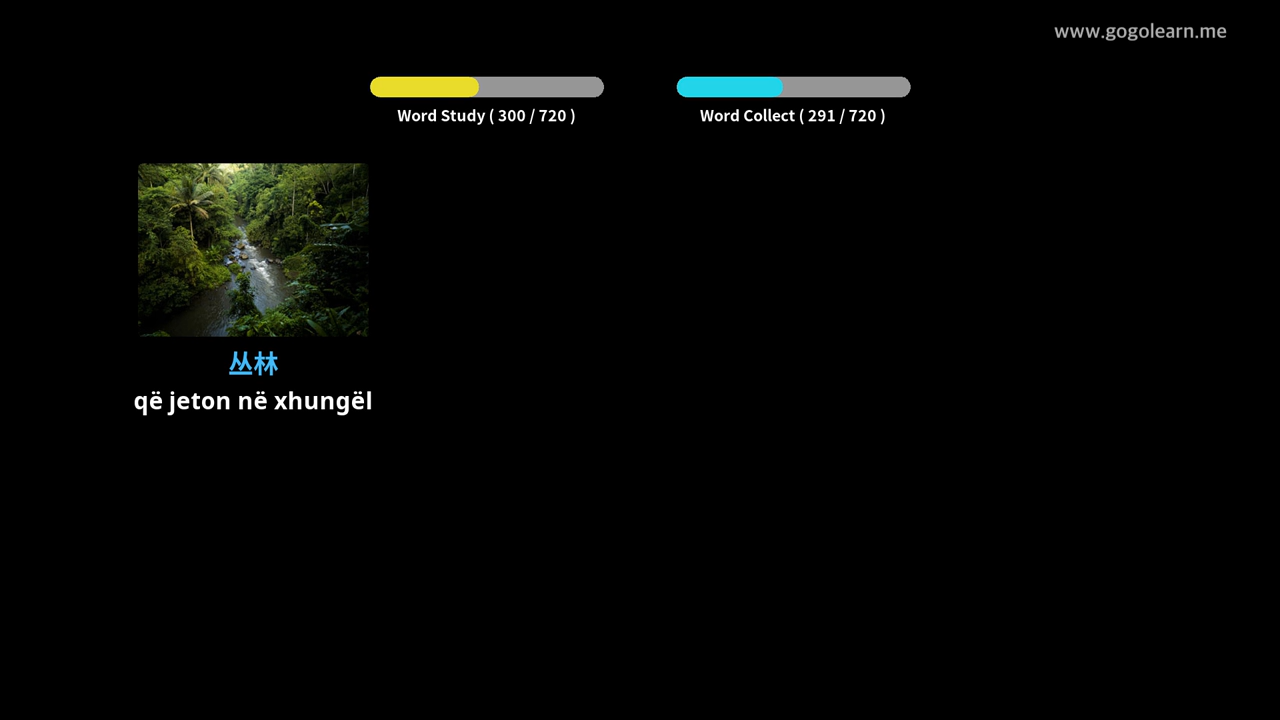 www.gogolearn.me
Word Study ( 300 / 720 )
Word Collect ( 291 / 720 )
丛林
që jeton në xhungël